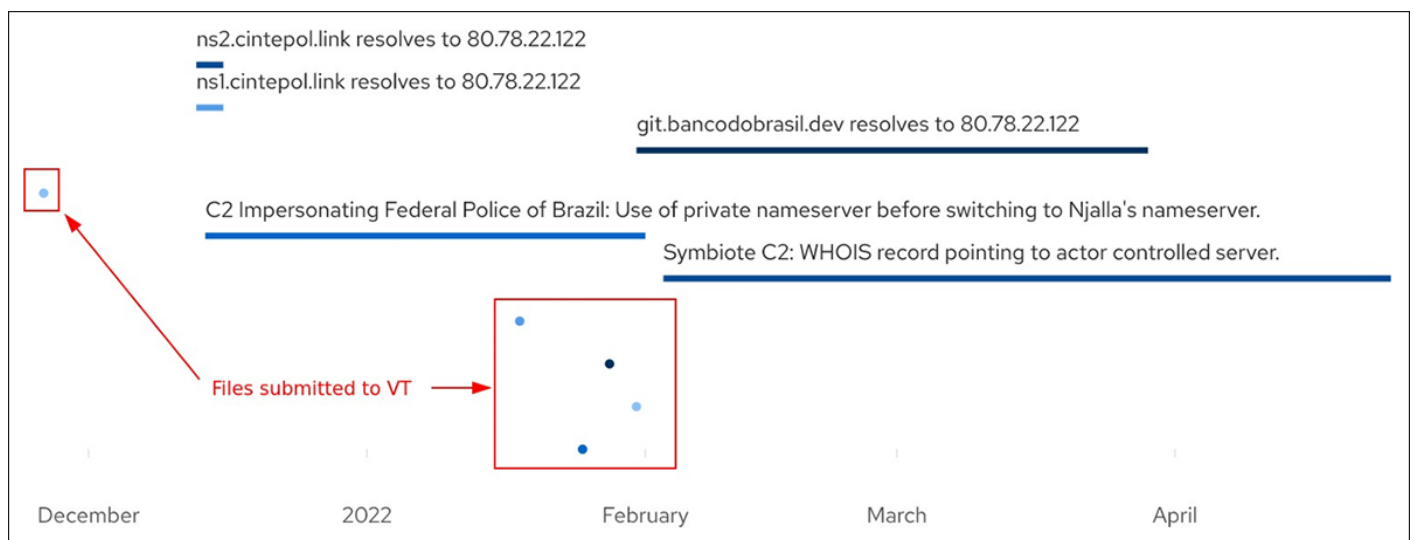 ns2.cintepol.link resolves to 80.78.22.122
ns1.cintepol.link resolves to 80.78.22.122
git.bancodobrasil.dev resolves to 80.78.22.122
C2 Impersonating Federal Police of Brazil: Use of private nameserver before switching to Njalla's nameserver.
Symbiote C2: WHOIS record pointing to actor controlled server.
Files submitted to VT
December 2022 February March April